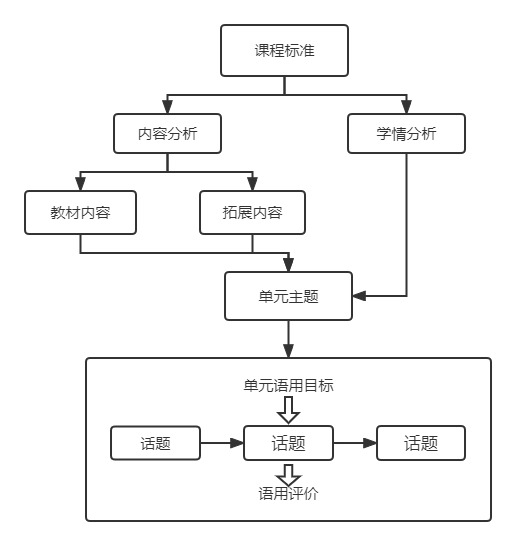 课程标准
内容分析
学情分析
教材内容
拓展内容
单元主题
单元语用目标
话题
话题
话题
语用评价